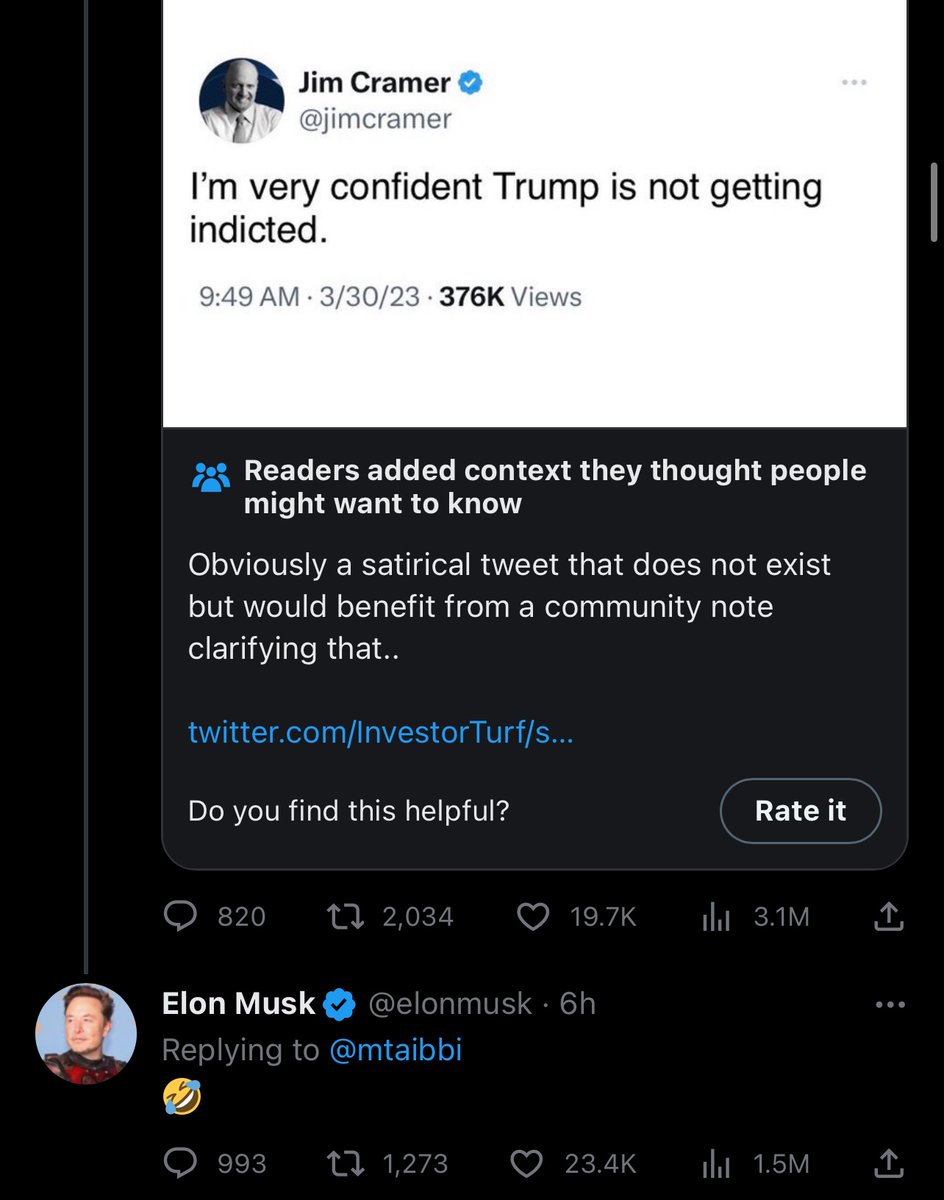 Jim Cramer
@jimcramer
I'm very confident Trump is not getting
indicted.
9:49 AM · 3/30/23 · 376K Views
Readers added context they thought people
might want to know
Obviously a satirical tweet that does not exist
but would benefit from a community note
clarifying that..
twitter.com/InvestorTurf/s...
Do you find this helpful? Rate it
820 2,034 19.7K 3.1M
Elon Musk @elonmusk · 6h
Replying to @mtaibbi
🤣
993 1,273 23.4K 1.5M